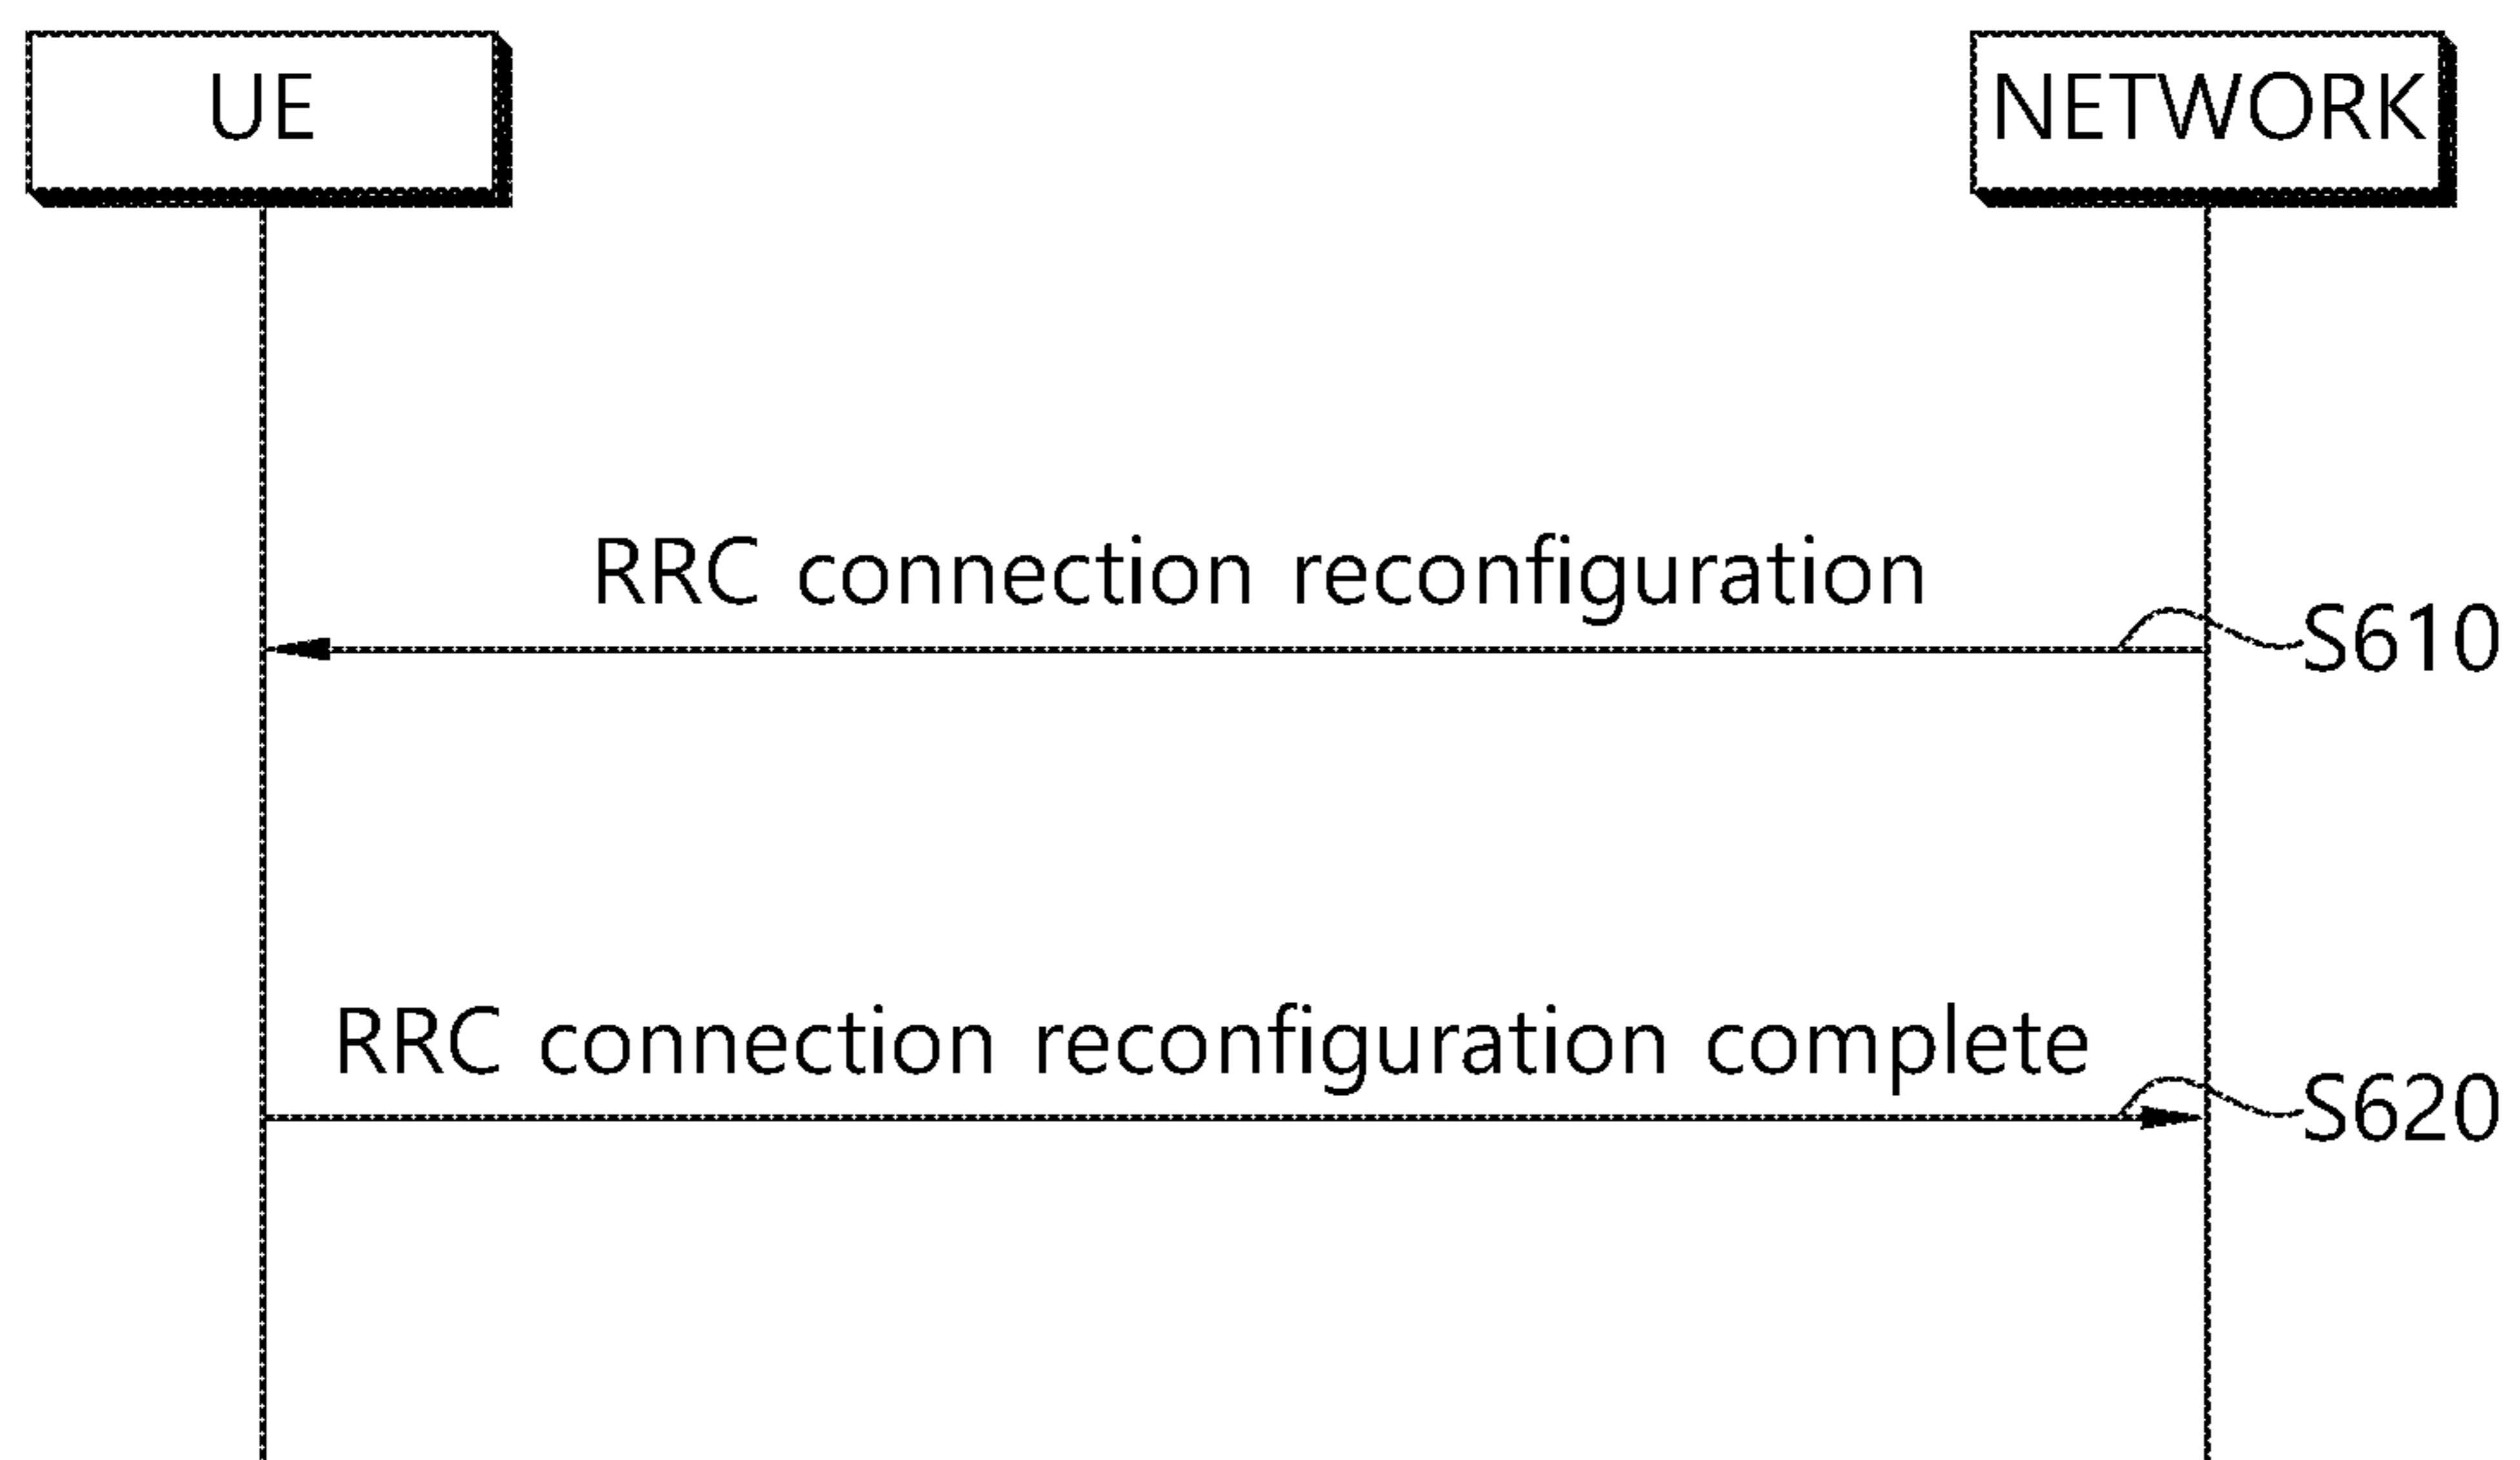 UE
NETWORK
RRC connection reconfiguration
S610
RRC connection reconfiguration complete
S620